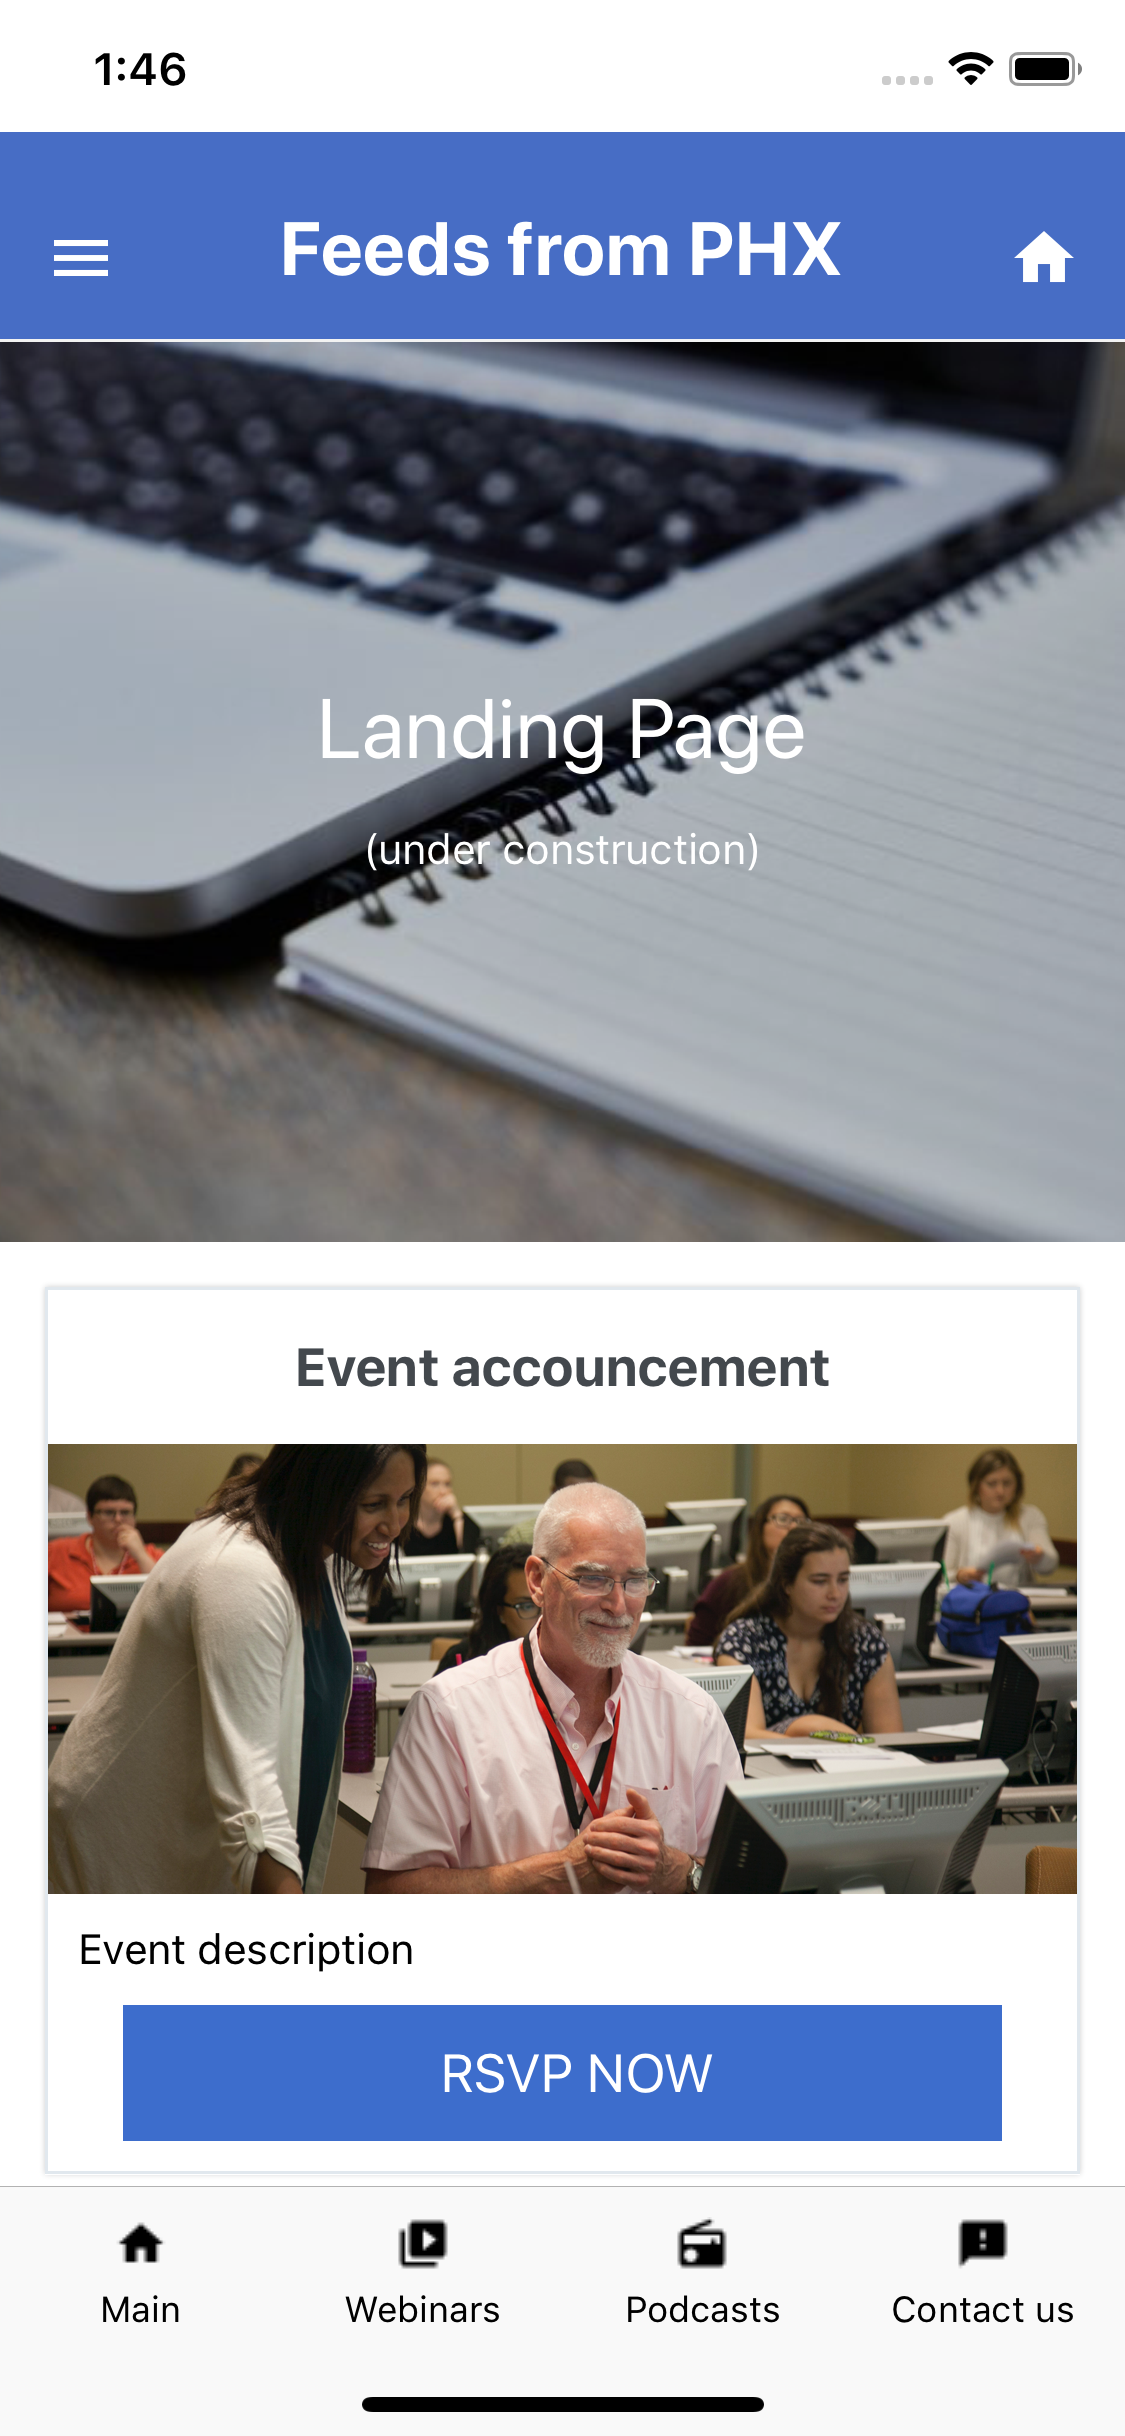 1:46
Feeds from PHX
Landing Page
(under construction)
Event accouncement
DELL
Event description
RSVP NOW
Main
Webinars
Podcasts
Contact us